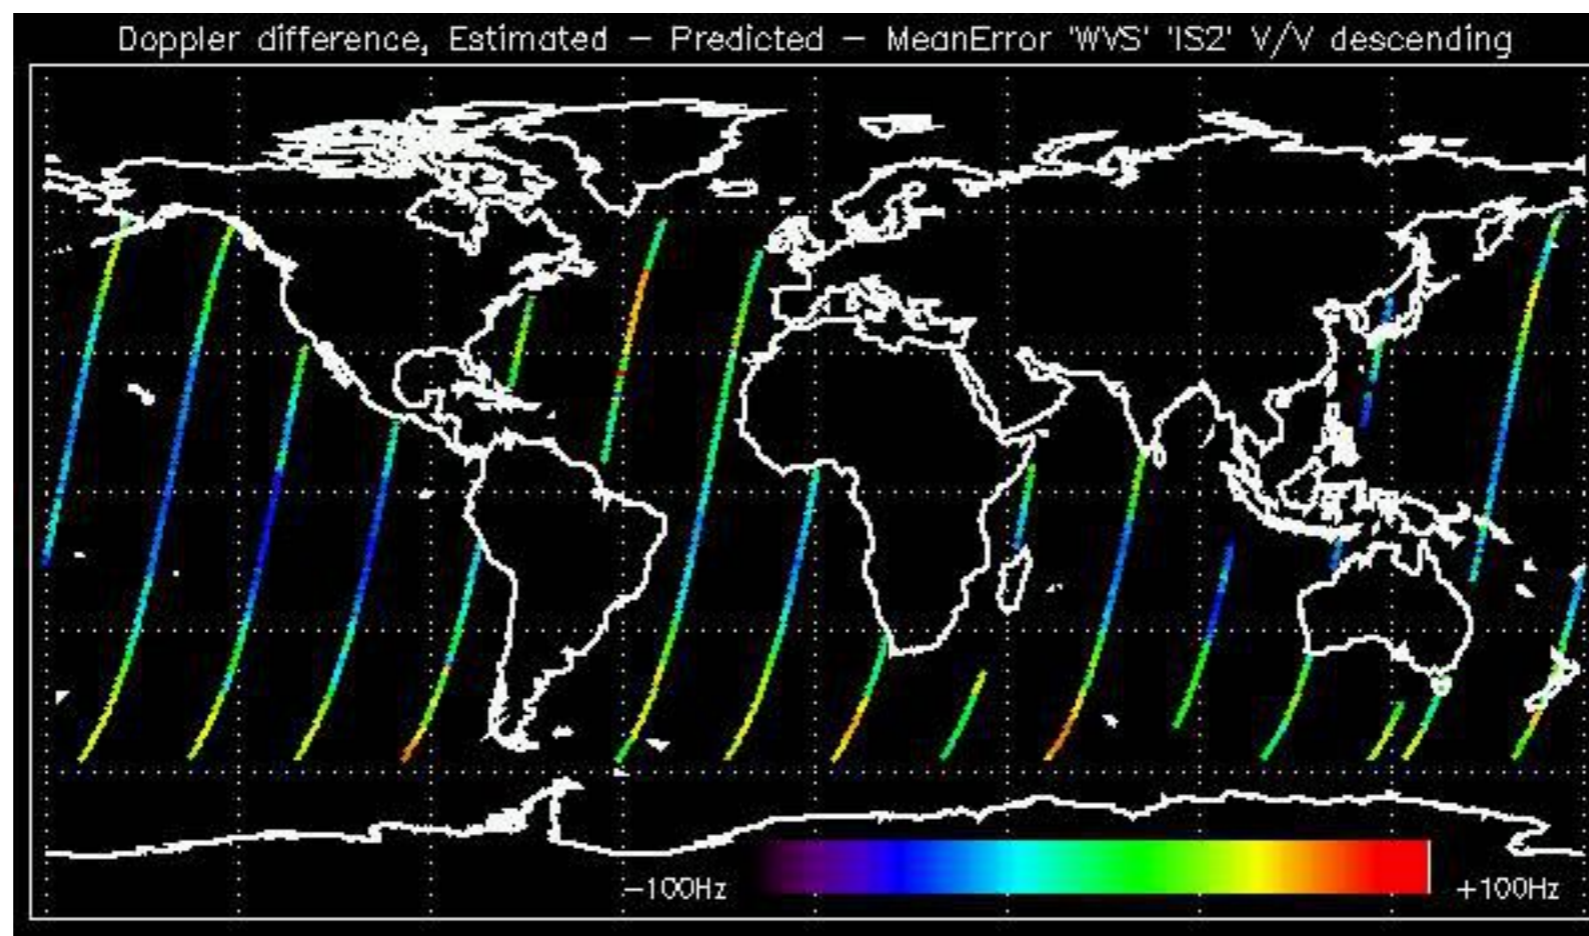 Doppler difference, Estimated - Predicted - MeanError 'WVS' 'IS2' V/V descending
-100Hz
+100Hz